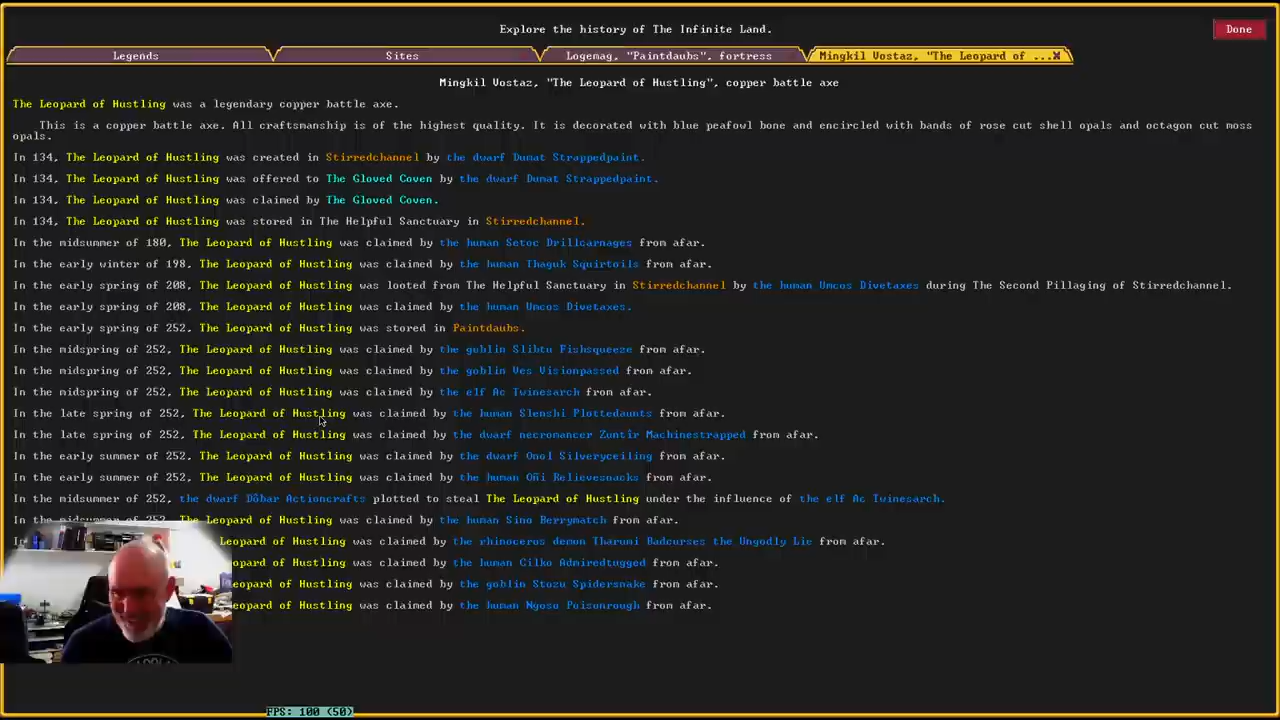 Explore the history of The Infinite Land.
Done
Legends
Sites
Logemag, "Paintdaubs", fortress
Mingkil Vostaz, "The Leopard of ...X
Mingkil Vostaz, "The Leopard of Hustling", copper battle axe
The Leopard of Hustling was a legendary copper battle axe.
This is a copper battle axe. All craftsmanship is of the highest quality. It is decorated with blue peafowl bone and encircled with bands of rose cut shell opals and octagon cut moss
opals.
In 134, The Leopard of Hustling was created in Stirredchannel by the dwarf Dumat Strappedpaint.
In 134, The Leopard of Hustling was offered to The Gloved Coven by the dwarf Dumat Strappedpaint.
In 134, The Leopard of Hustling was claimed by The Gloved Coven.
In 134, The Leopard of Hustling was stored in The Helpful Sanctuary in Stirredchannel.
In the midsummer of 180, The Leopard of Hustling was claimed by the human Setoc Drillcarnages from afar.
In the early winter of 198, The Leopard of Hustling was claimed by the human Thaguk Squirtoils from afar.
In the early spring of 208, The Leopard of Hustling was looted from The Helpful Sanctuary in Stirredchannel by the human Umcos Divetaxes during The Second Pillaging of Stirredchannel.
In the early spring of 208, The Leopard of Hustling was claimed by the human Umcos Divetaxes.
In the early spring of 252, The Leopard of Hustling was stored in Paintdaubs.
In the midspring of 252, The Leopard of Hustling was claimed by the goblin Slibtu Fishsqueeze from afar.
In the midspring of 252, The Leopard of Hustling was claimed by the goblin Ves Visionpassed from afar.
In the midspring of 252, The Leopard of Hustling was claimed by the elf Ac Twinesarch from afar.
In the late spring of 252, The Leopard of Hustling was claimed by the human Slenshi Plottedaunts from afar.
In the late spring of 252, The Leopard of Hustling was claimed by the dwarf necromancer Zuntîr Machinestrapped from afar.
In the early summer of 252, The Leopard of Hustling was claimed by the dwarf Onol Silveryceiling from afar.
In the early summer of 252, The Leopard of Hustling was claimed by the human Oñi Relievesnacks from afar.
In the midsummer of 252, the dwarf Dôbar Actioncrafts plotted to steal The Leopard of Hustling under the influence of the elf Ac Twinesarch.
In the midsummer of 252, The Leopard of Hustling was claimed by the human Sino Berrymatch from afar.
In Leopard of Hustling was claimed by the rhinoceros demon Tharumi Badcurses the Ungodly Lie from afar.
eopard of Hustling was claimed by the human Cilko Admiredtugged from afar.
eopard of Hustling was claimed by the goblin Stozu Spidersnake from afar.
eopard of Hustling was claimed by the human Ngosu Poisonrough from afar.
FPS: 100 (50)